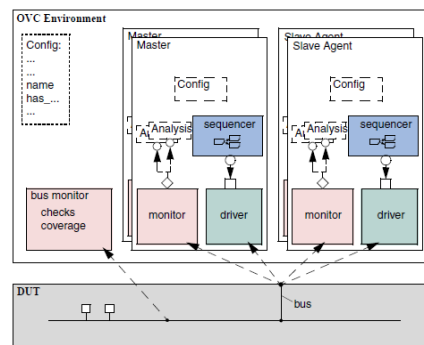 OVC Environment
Config:
...
...
name
has_...
...
Master
Master
Config
Analysis
sequencer
monitor
driver
Slave Agent
Slave Agent
Config
Analysis
sequencer
monitor
driver
bus monitor
checks
coverage
DUT
bus